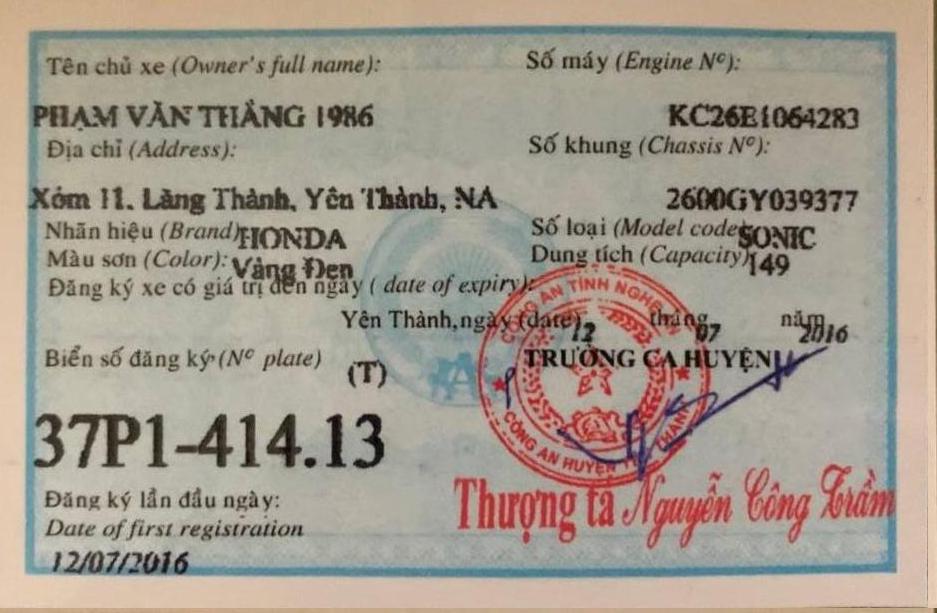 Tên chủ xe (Owner's full name):
PHẠM VĂN THẮNG 1986
Địa chỉ (Address):
Xóm 11. Lăng Thành, Yên Thành, NA
Nhãn hiệu (Brand) HONDA
Màu sơn (Color): Vàng Đen
Số máy (Engine Nº):
KC26E1064283
Số khung (Chassis Nº):
2600GY039377
Số loại (Model code) SONIC
Dung tích (Capacity) 149
Đăng ký xe có giá trị đến ngày ( date of expiry):
Yên Thành, ngày (date) 12 tháng 07 năm 2016
TRƯỞNG CA HUYỆN
Biển số đăng ký (Nº plate) (T)
37P1-414.13
Đăng ký lần đầu ngày:
Date of first registration
12/07/2016
CÔNG AN TỈNH NGHỆ
CÔNG AN HUYỆN THÀNH
Thượng tá Nguyễn Công Trầm